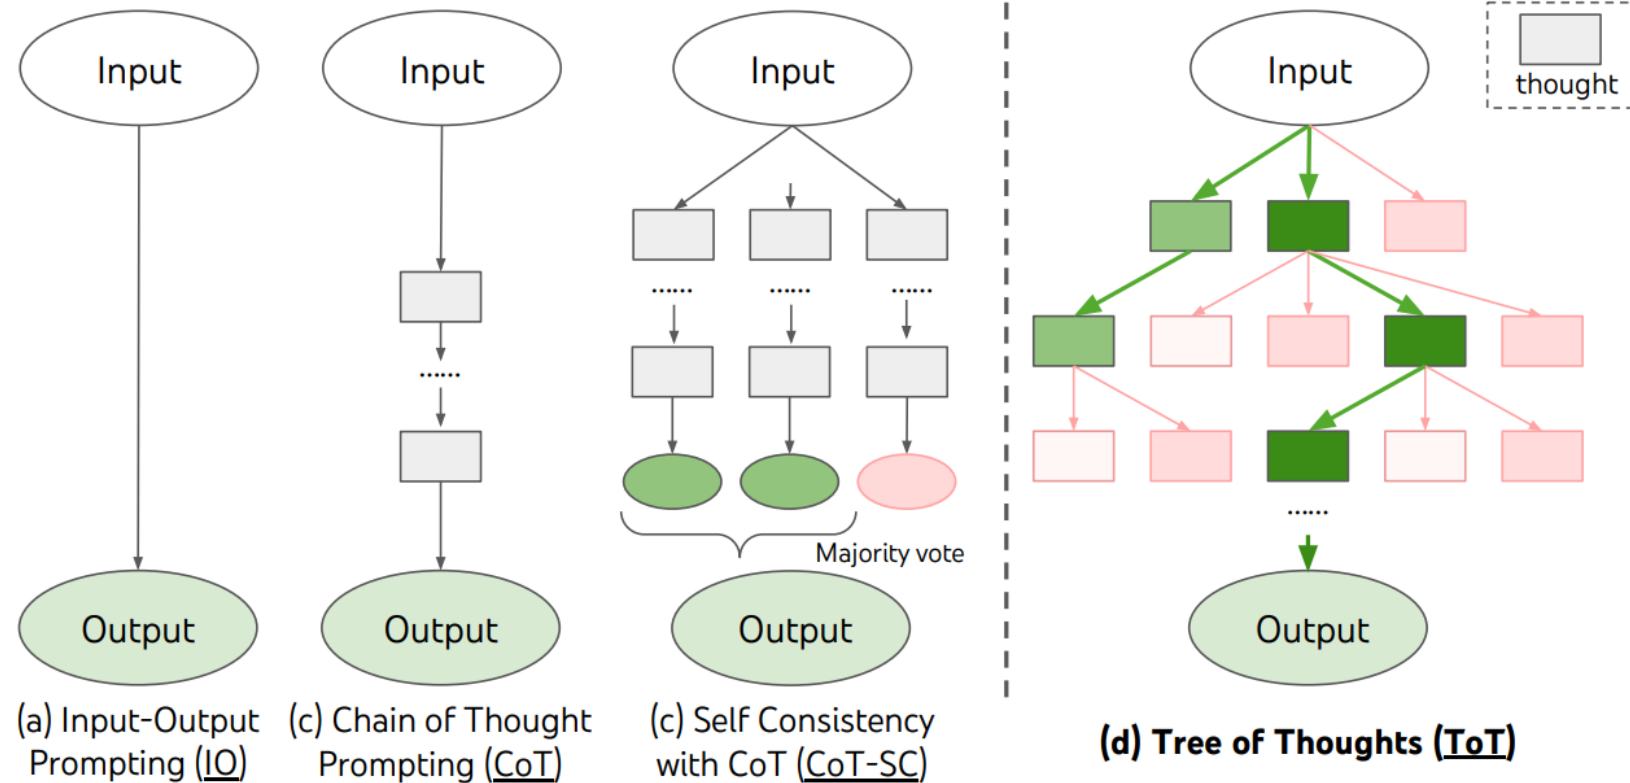 Input
Input
Input
Input
thought
......
......
......
......
......
Majority vote
Output
Output
Output
Output
(a) Input-Output
Prompting (IO)
(c) Chain of Thought
Prompting (CoT)
(c) Self Consistency
with CoT (CoT-SC)
(d) Tree of Thoughts (ToT)